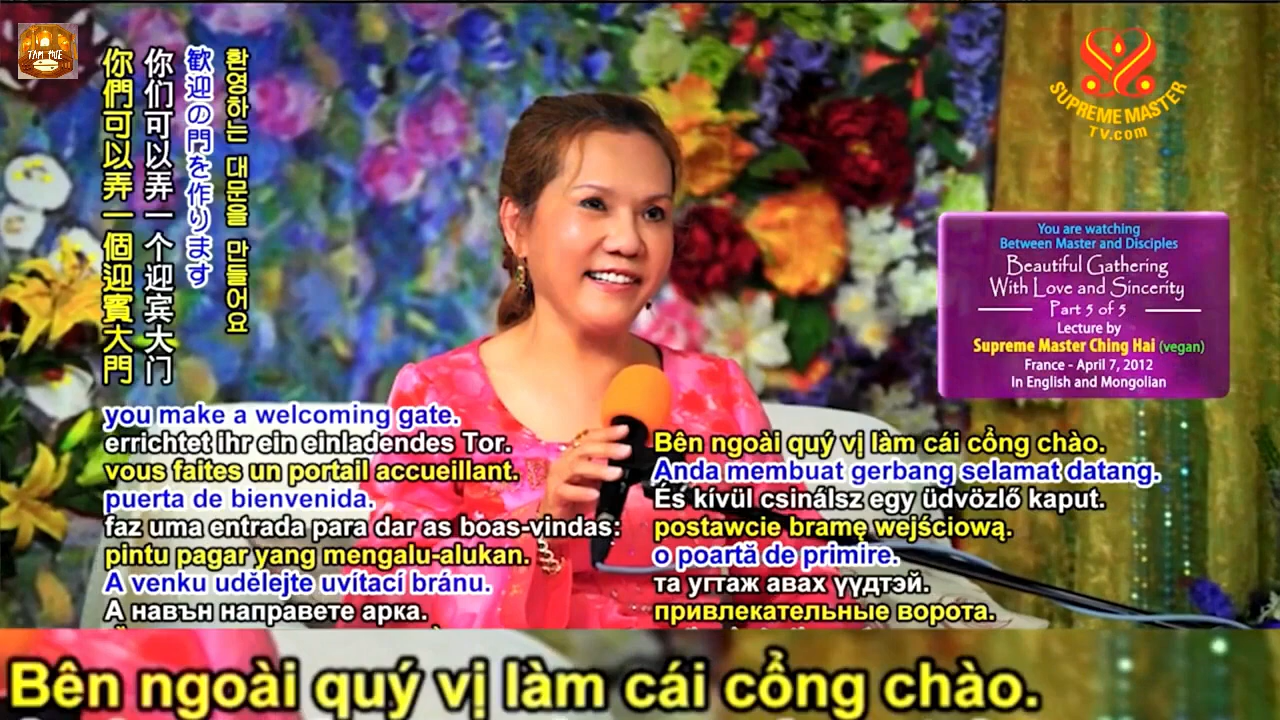 TÂM THỨ
你們可以弄一個迎賓大門
你们可以弄一个迎宾大门
歓迎の門を作ります
환영하는 대문을 만들어요
SUPREME MASTER
TV.com
You are watching
Between Master and Disciples
Beautiful Gathering
With Love and Sincerity
Part 5 of 5
Lecture by
Supreme Master Ching Hai (vegan)
France - April 7, 2012
In English and Mongolian
you make a welcoming gate.
errichtet ihr ein einladendes Tor.
vous faites un portail accueillant.
puerta de bienvenida.
faz uma entrada para dar as boas-vindas:
pintu pagar yang mengalu-alukan.
A venku udělejte uvítací bránu.
А навън направете арка.
Bên ngoài quý vị làm cái cổng chào.
Anda membuat gerbang selamat datang.
És kívül csinálsz egy üdvözlő kaput.
postawcie bramę wejściową.
o poartă de primire.
та угтаж авах үүдтэй.
привлекательные ворота.
Bên ngoài quý vị làm cái cổng chào.